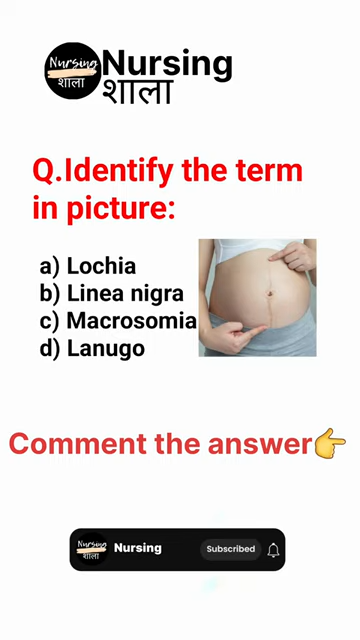 Nursing
शाला
Nursing
शाला
Q.Identify the term
in picture:
a) Lochia
b) Linea nigra
c) Macrosomia
d) Lanugo
Comment the answer👉
Nursing
शाला
Nursing
Subscribed